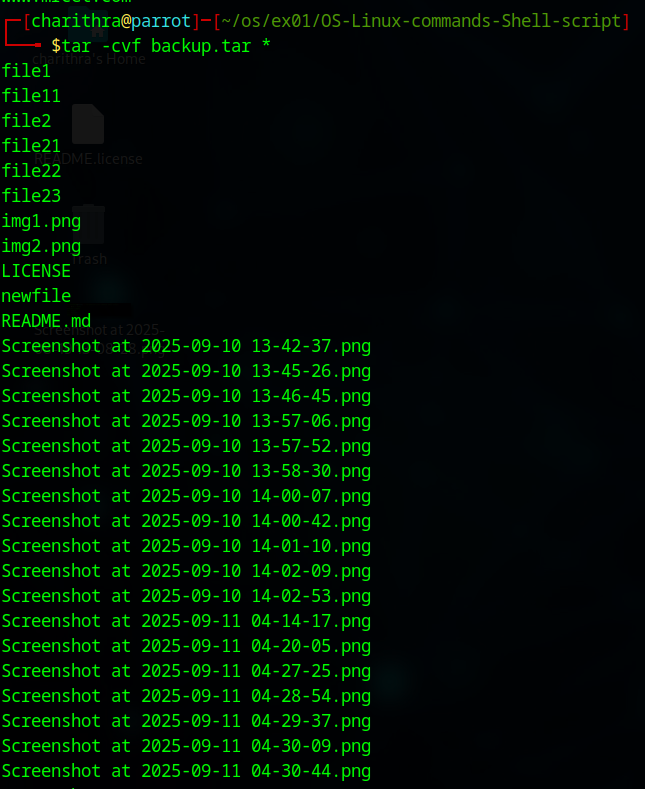 ┌─[charithra@parrot]─[~/os/ex01/OS-Linux-commands-Shell-script]
└──╼ $tar -cvf backup.tar *
charithra's Home
file1
file11
file2
README.license
file21
file22
file23
img1.png
img2.png
Trash
LICENSE
newfile
README.md
Screenshot at 2025-
Screenshot at 2025-09-10 13-42-37.png
Screenshot at 2025-09-10 13-45-26.png
Screenshot at 2025-09-10 13-46-45.png
Screenshot at 2025-09-10 13-57-06.png
Screenshot at 2025-09-10 13-57-52.png
Screenshot at 2025-09-10 13-58-30.png
Screenshot at 2025-09-10 14-00-07.png
Screenshot at 2025-09-10 14-00-42.png
Screenshot at 2025-09-10 14-01-10.png
Screenshot at 2025-09-10 14-02-09.png
Screenshot at 2025-09-10 14-02-53.png
Screenshot at 2025-09-11 04-14-17.png
Screenshot at 2025-09-11 04-20-05.png
Screenshot at 2025-09-11 04-27-25.png
Screenshot at 2025-09-11 04-28-54.png
Screenshot at 2025-09-11 04-29-37.png
Screenshot at 2025-09-11 04-30-09.png
Screenshot at 2025-09-11 04-30-44.png